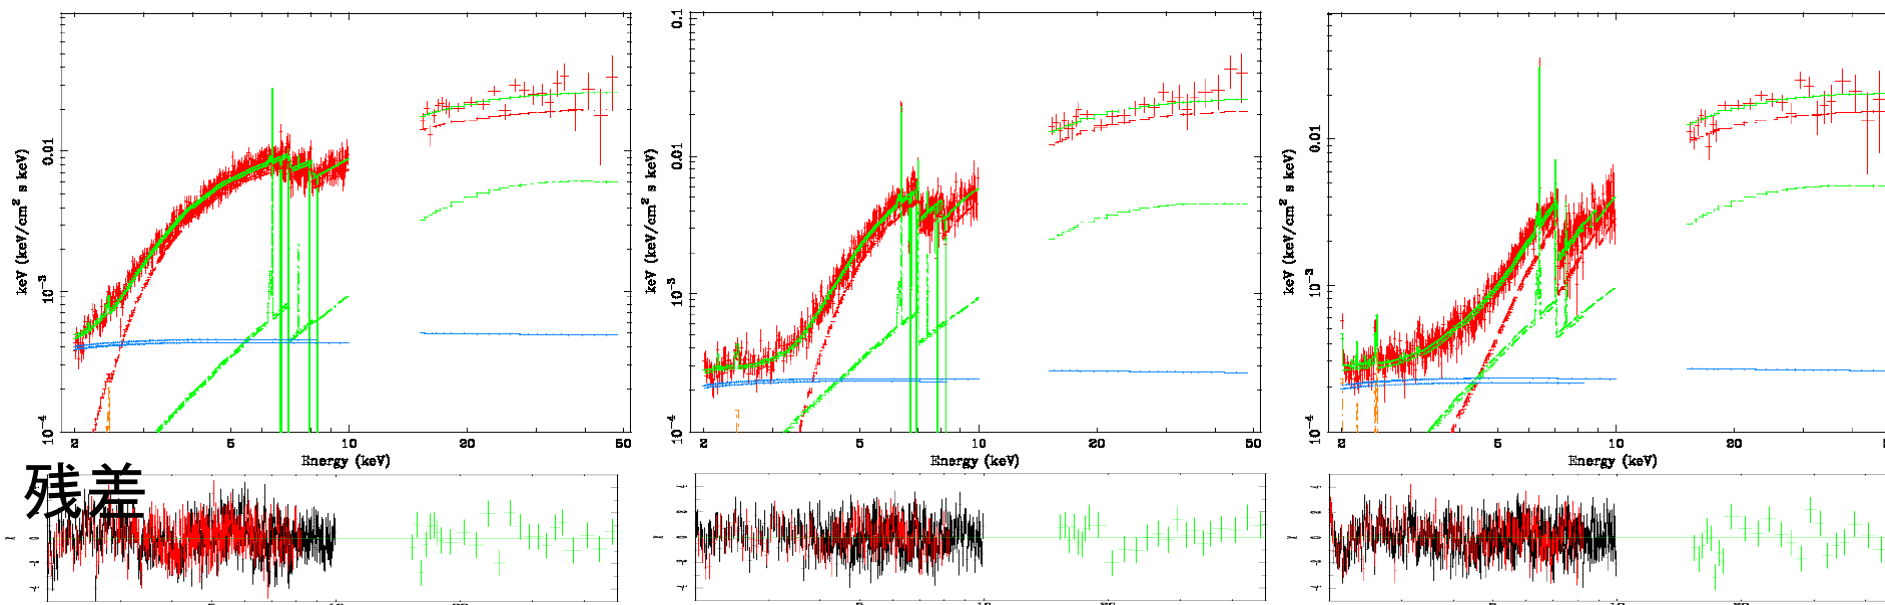 0.1
0.01 0.01 0.01
10⁻³ 10⁻³ 10⁻³
10⁻⁴ 10⁻⁴ 10⁻⁴
keV (keV/cm² s keV) keV (keV/cm² s keV) keV (keV/cm² s keV)
2 5 10 20 50 2 5 10 20 50 2 5 10 20
Energy (keV) Energy (keV) Energy (keV)
残差